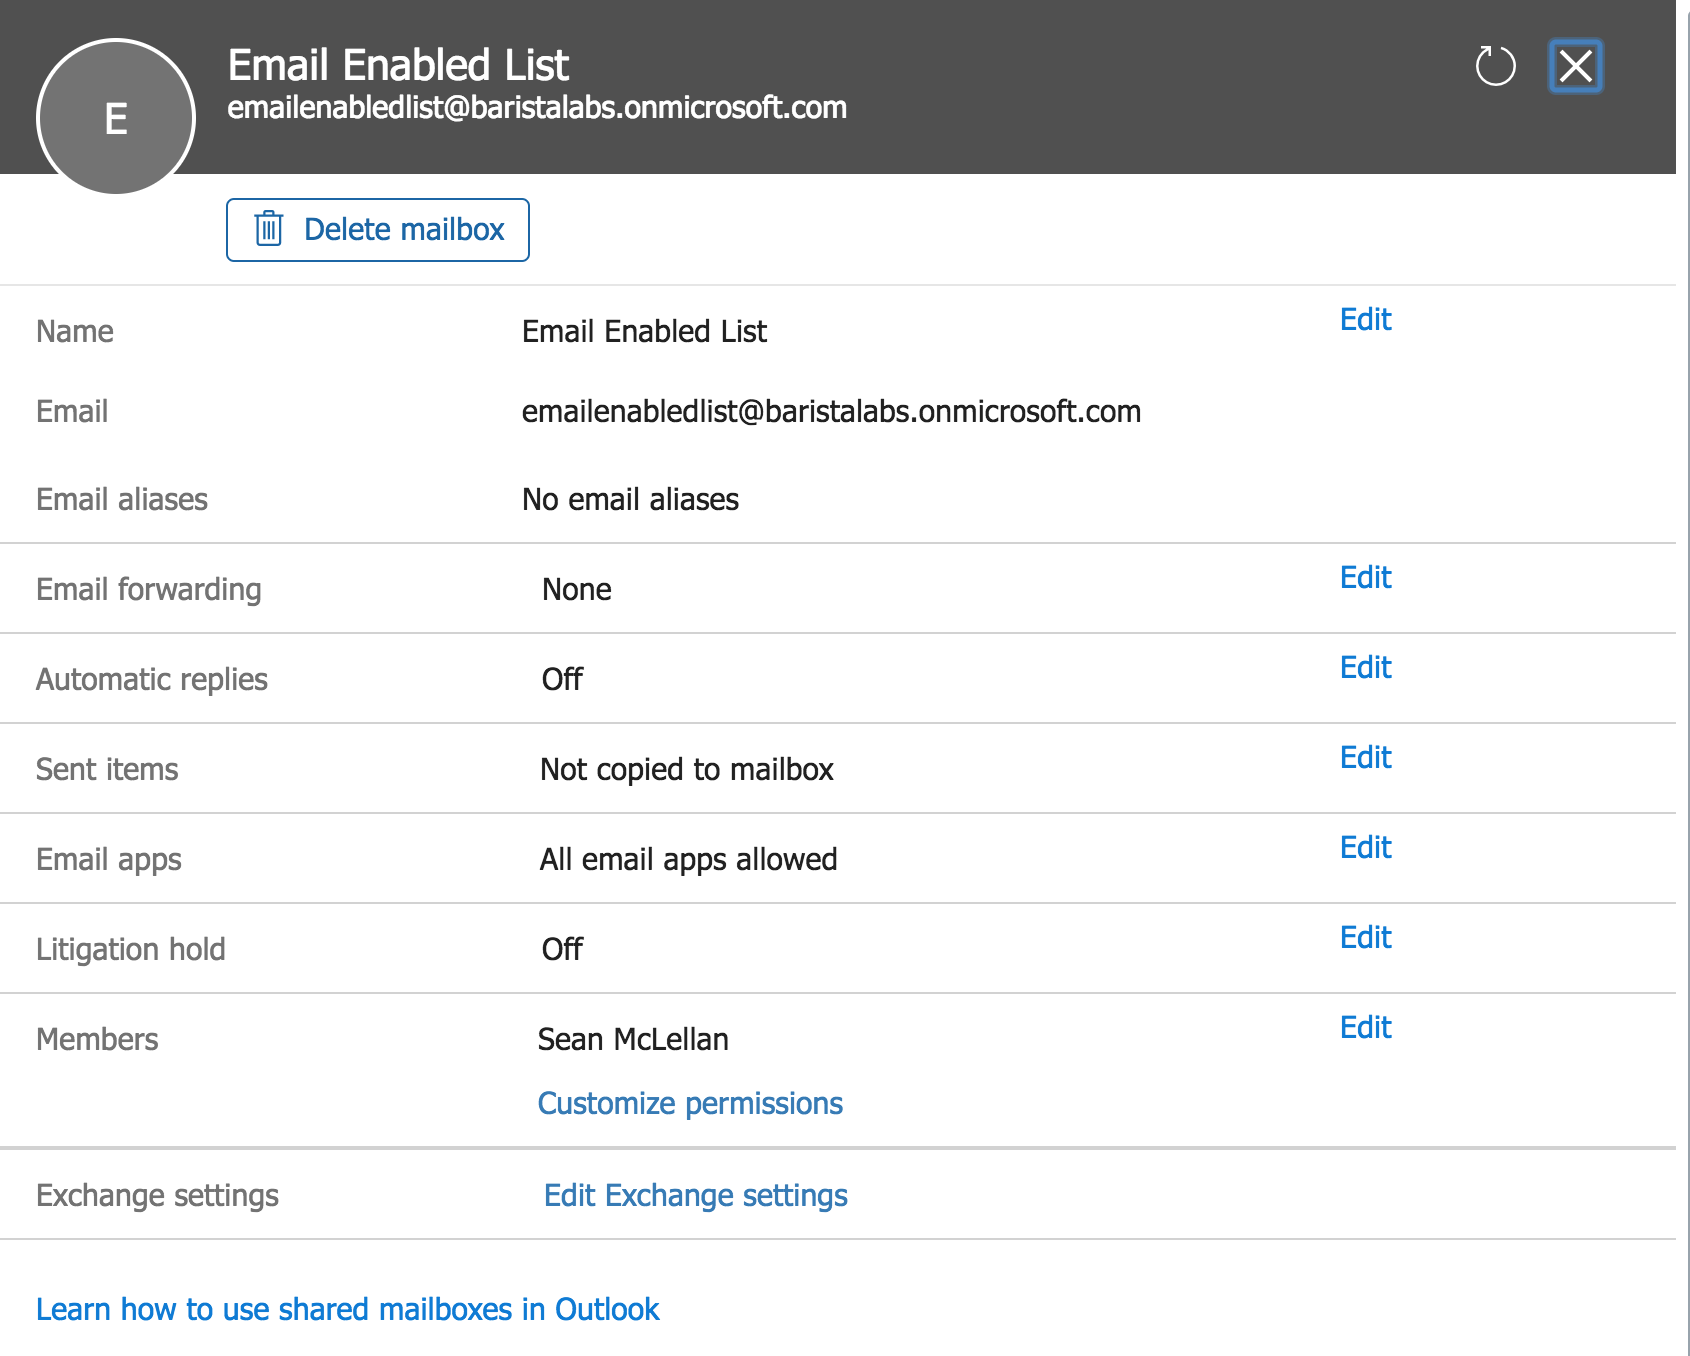 E
Email Enabled List
emailenabledlist@baristalabs.onmicrosoft.com
Delete mailbox
Name Email Enabled List Edit
Email emailenabledlist@baristalabs.onmicrosoft.com
Email aliases No email aliases
Email forwarding None Edit
Automatic replies Off Edit
Sent items Not copied to mailbox Edit
Email apps All email apps allowed Edit
Litigation hold Off Edit
Members Sean McLellan Edit
Customize permissions
Exchange settings Edit Exchange settings
Learn how to use shared mailboxes in Outlook